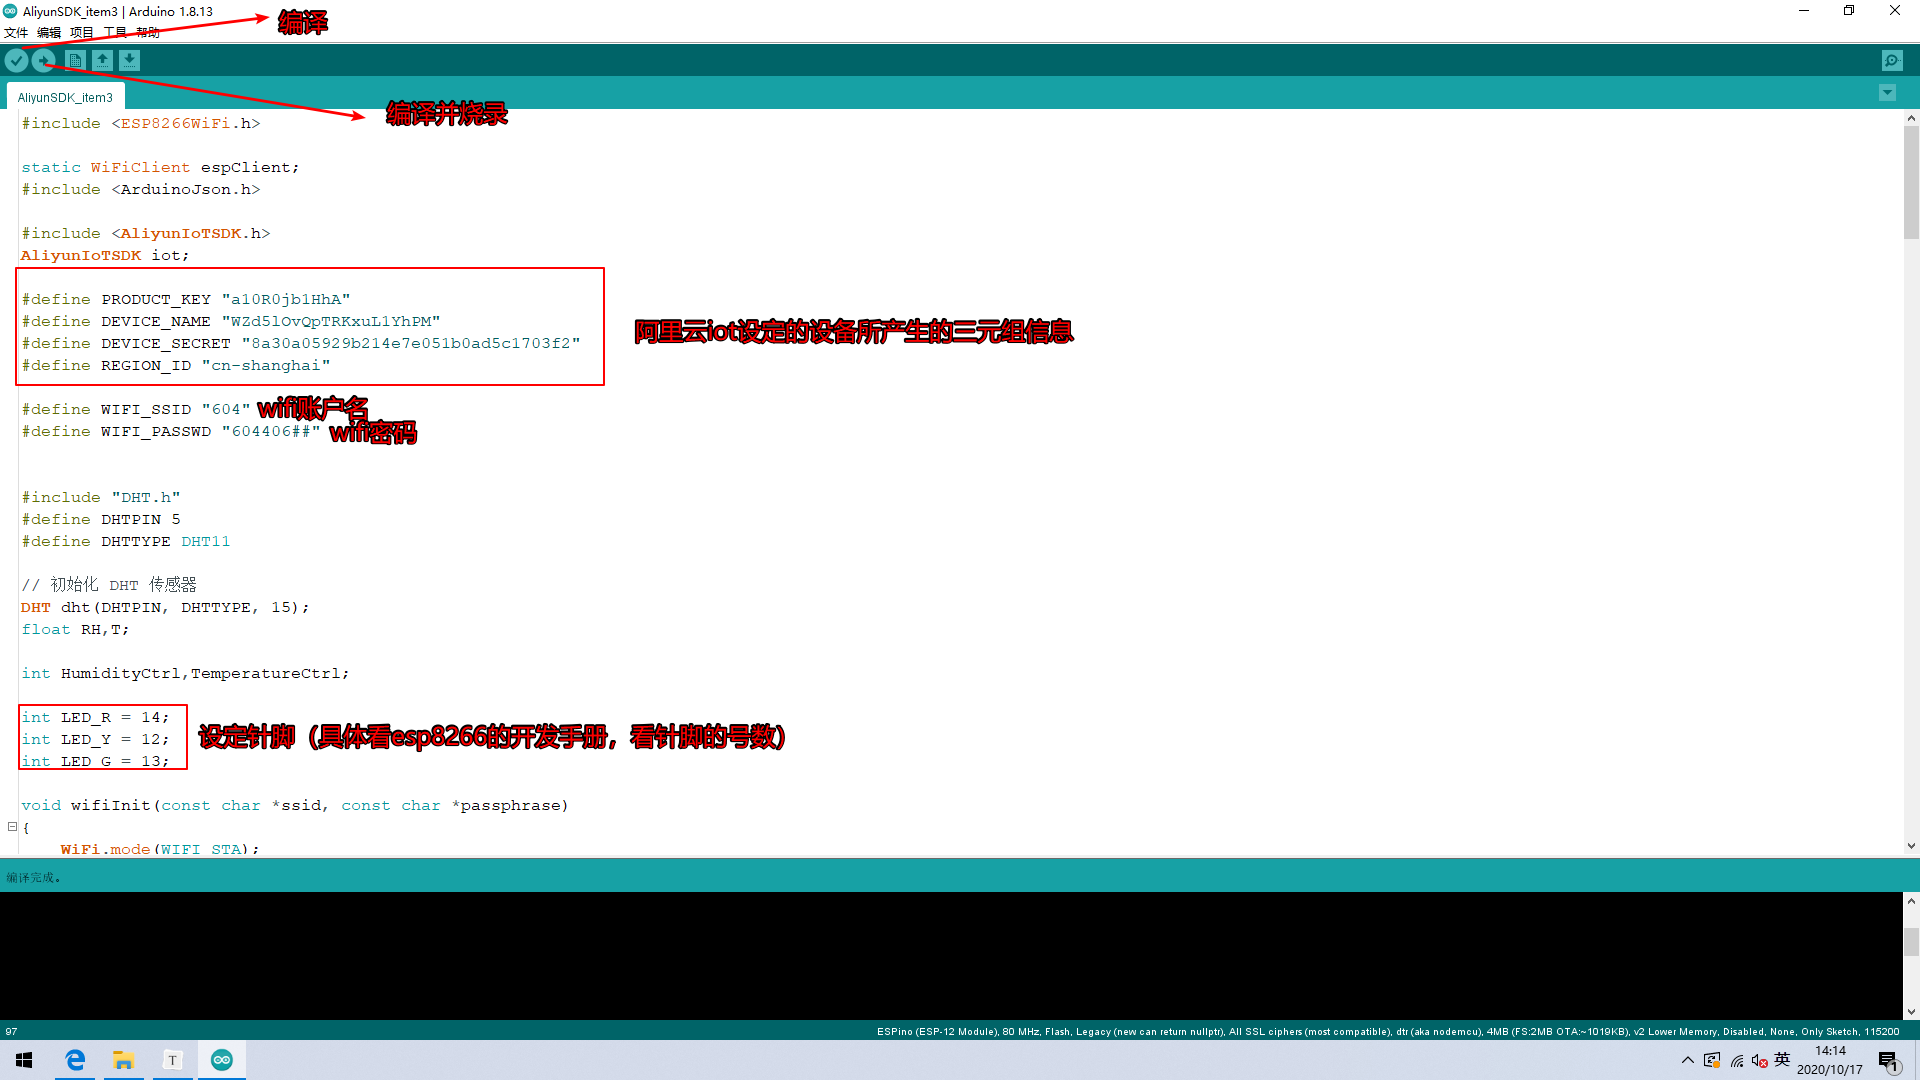 AliyunSDK_item3 | Arduino 1.8.13
编译
文件 编辑 项目 工具 帮助
AliyunSDK_item3
编译并烧录
#include <ESP8266WiFi.h>
static WiFiClient espClient;
#include <ArduinoJson.h>
#include <AliyunIoTSDK.h>
AliyunIoTSDK iot;
#define PRODUCT_KEY "a10R0jb1HhA"
#define DEVICE_NAME "WZd5lOvQpTRKxuL1YhPM"
阿里云iot设定的设备所产生的三元组信息
#define DEVICE_SECRET "8a30a05929b214e7e051b0ad5c1703f2"
#define REGION_ID "cn-shanghai"
#define WIFI_SSID "604" wifi账户名
#define WIFI_PASSWD "604406##" wifi密码
#include "DHT.h"
#define DHTPIN 5
#define DHTTYPE DHT11
// 初始化 DHT 传感器
DHT dht(DHTPIN, DHTTYPE, 15);
float RH,T;
int HumidityCtrl,TemperatureCtrl;
int LED_R = 14;
int LED_Y = 12; 设定针脚（具体看esp8266的开发手册，看针脚的号数）
int LED_G = 13;
void wifiInit(const char *ssid, const char *passphrase)
{
WiFi.mode(WIFI_STA);
编译完成。
97
ESPino (ESP-12 Module), 80 MHz, Flash, Legacy (new can return nullptr), All SSL ciphers (most compatible), dtr (aka nodemcu), 4MB (FS:2MB OTA:~1019KB), v2 Lower Memory, Disabled, None, Only Sketch, 115200
T
英
14:14
2020/10/17
1